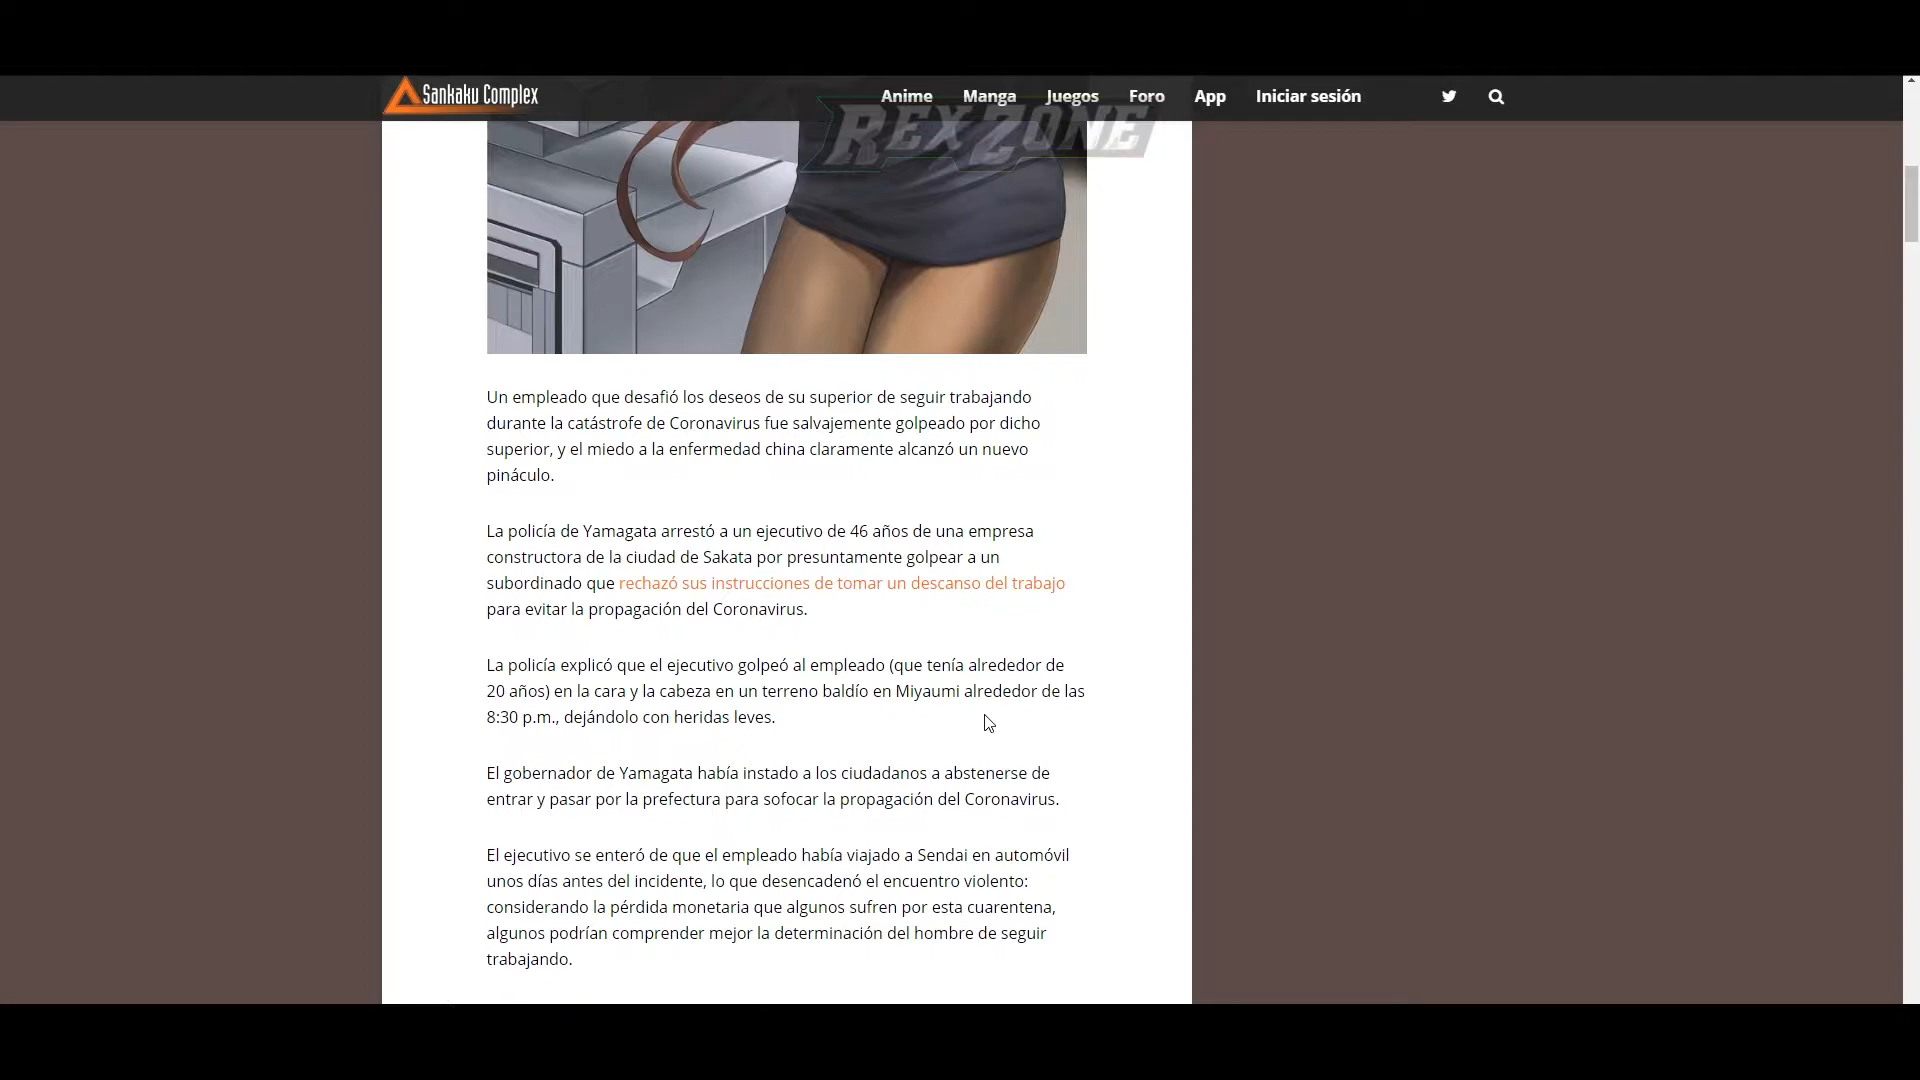 Sankaku Complex
Anime Manga Juegos Foro App Iniciar sesión
REX ZONE
Un empleado que desafió los deseos de su superior de seguir trabajando
durante la catástrofe de Coronavirus fue salvajemente golpeado por dicho
superior, y el miedo a la enfermedad china claramente alcanzó un nuevo
pináculo.
La policía de Yamagata arrestó a un ejecutivo de 46 años de una empresa
constructora de la ciudad de Sakata por presuntamente golpear a un
subordinado que rechazó sus instrucciones de tomar un descanso del trabajo
para evitar la propagación del Coronavirus.
La policía explicó que el ejecutivo golpeó al empleado (que tenía alrededor de
20 años) en la cara y la cabeza en un terreno baldío en Miyaumi alrededor de las
8:30 p.m., dejándolo con heridas leves.
El gobernador de Yamagata había instado a los ciudadanos a abstenerse de
entrar y pasar por la prefectura para sofocar la propagación del Coronavirus.
El ejecutivo se enteró de que el empleado había viajado a Sendai en automóvil
unos días antes del incidente, lo que desencadenó el encuentro violento:
considerando la pérdida monetaria que algunos sufren por esta cuarentena,
algunos podrían comprender mejor la determinación del hombre de seguir
trabajando.